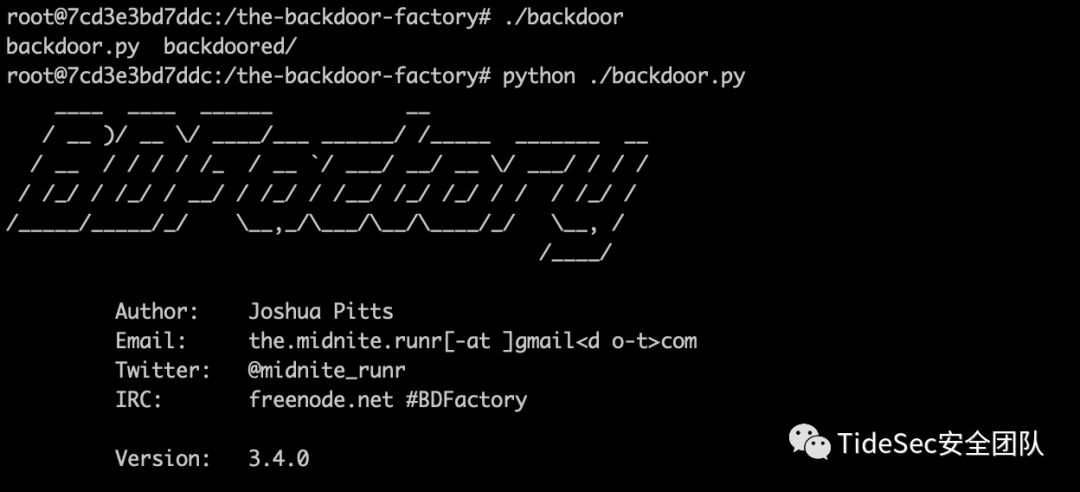 root@7cd3e3bd7ddc:/the-backdoor-factory# ./backdoor
backdoor.py  backdoored/
root@7cd3e3bd7ddc:/the-backdoor-factory# python ./backdoor.py
BDFactory
Author:    Joshua Pitts
Email:     the.midnite.runr[-at ]gmail<d o-t>com
Twitter:   @midnite_runr
IRC:       freenode.net #BDFactory
Version:   3.4.0
TideSec安全团队